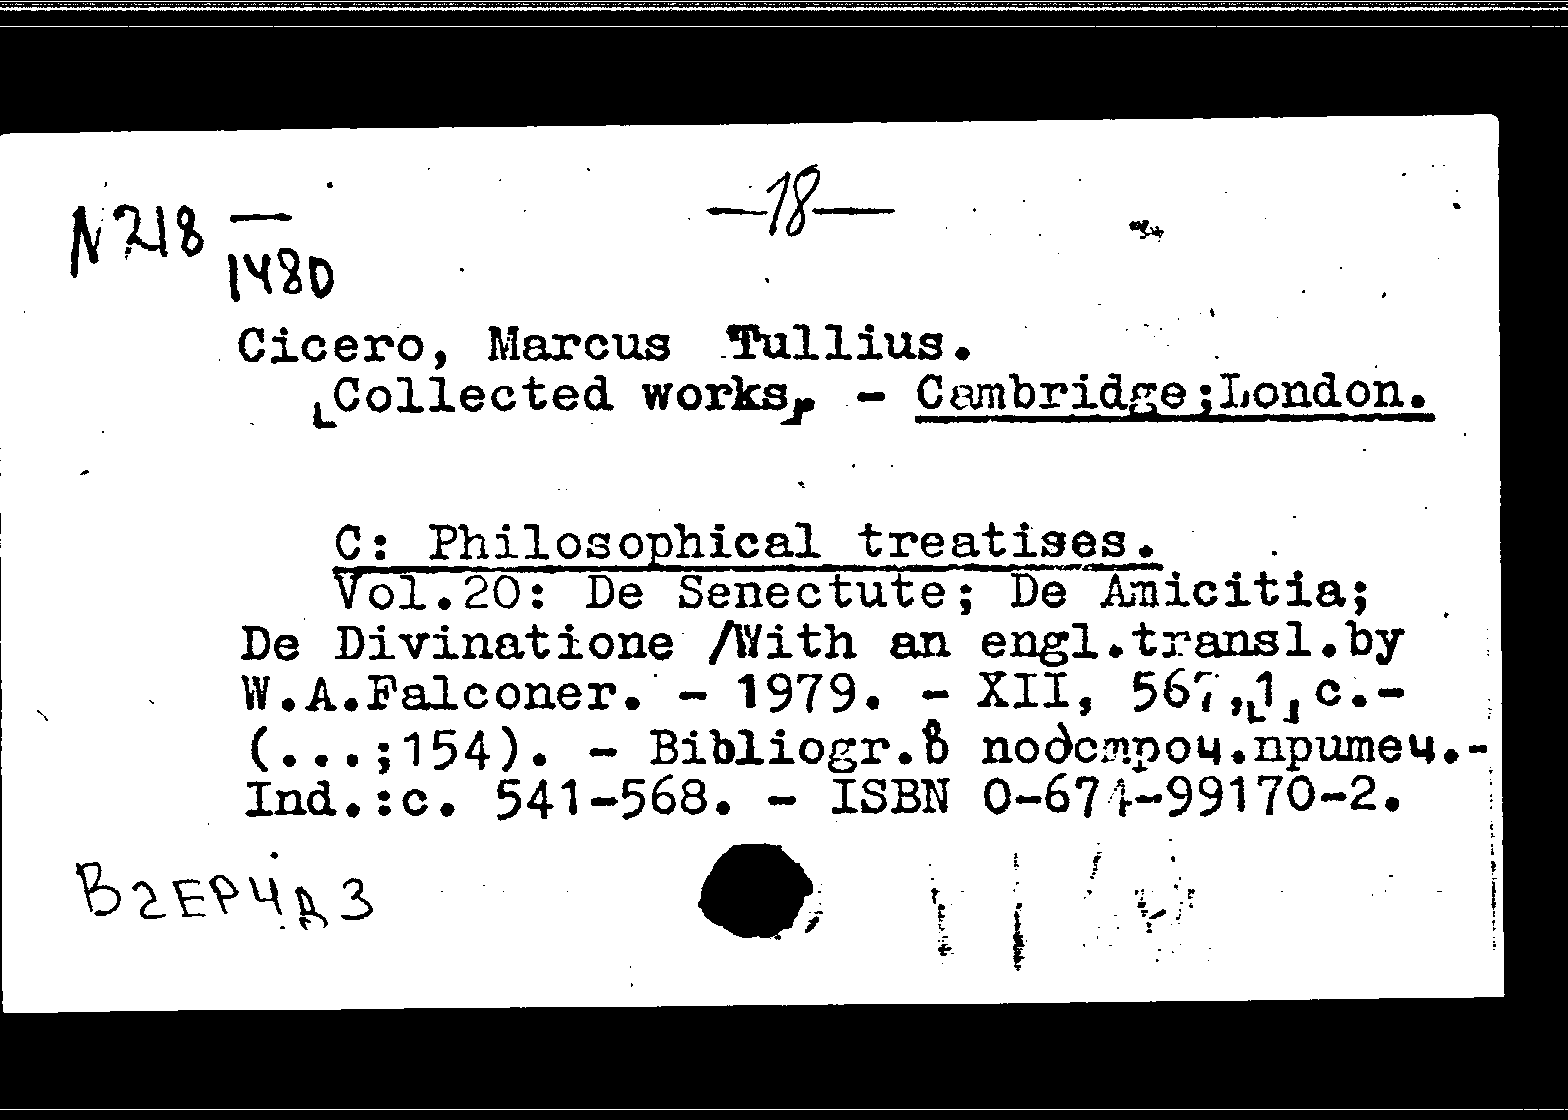 —18—
N218 —
1480
Cicero, Marcus Tullius.
[Collected works]. - Cambridge;London.
C: Philosophical treatises.
Vol.20: De Senectute; De Amicitia;
De Divinatione /With an engl.transl.by
W.A.Falconer. - 1979. - XII, 567,[1]c.-
(...;154). - Bibliogr.в подстроч.примеч.-
Ind.:c. 541-568. - ISBN 0-674-99170-2.
В2ЕР4Д3